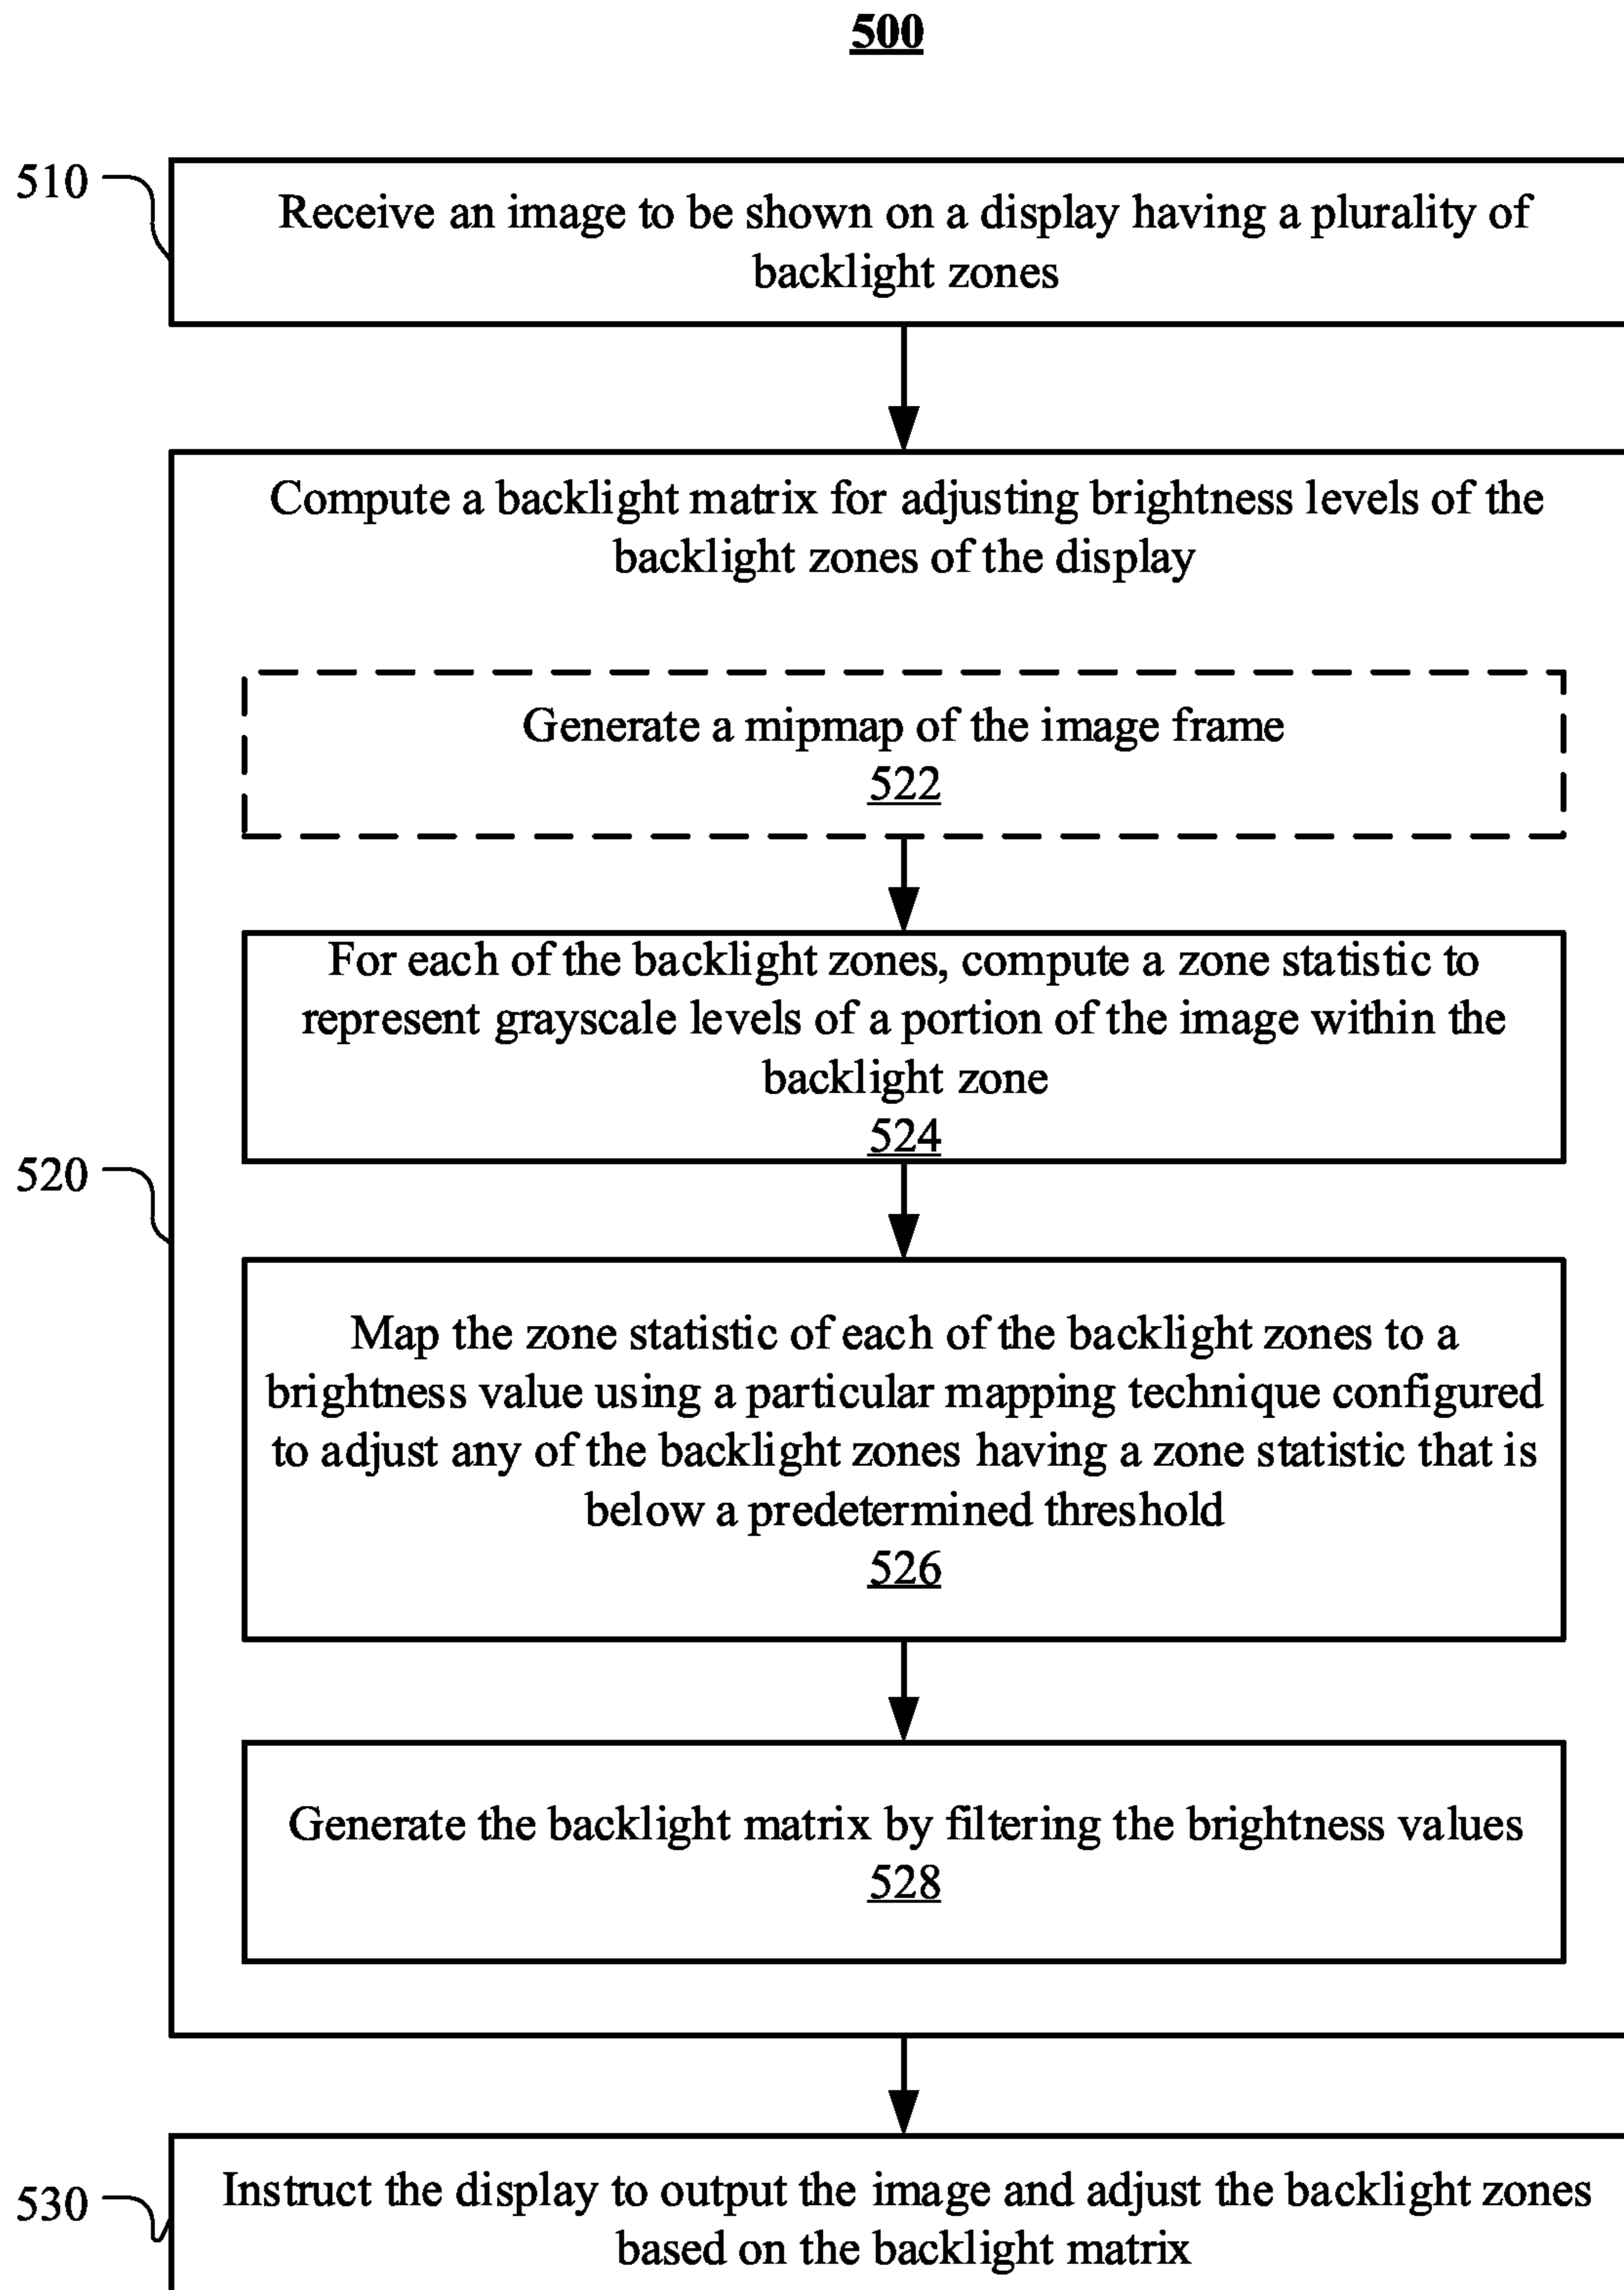 500
510
Receive an image to be shown on a display having a plurality of
backlight zones
Compute a backlight matrix for adjusting brightness levels of the
backlight zones of the display
Generate a mipmap of the image frame
522
For each of the backlight zones, compute a zone statistic to
represent grayscale levels of a portion of the image within the
backlight zone
524
520
Map the zone statistic of each of the backlight zones to a
brightness value using a particular mapping technique configured
to adjust any of the backlight zones having a zone statistic that is
below a predetermined threshold
526
Generate the backlight matrix by filtering the brightness values
528
530
Instruct the display to output the image and adjust the backlight zones
based on the backlight matrix